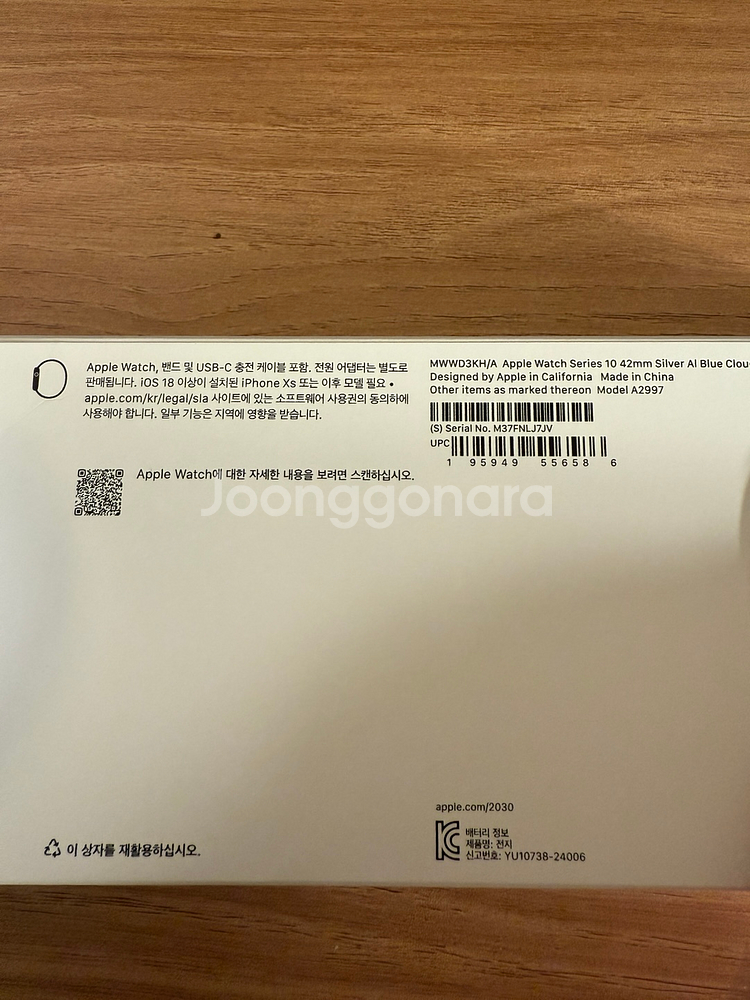 Apple Watch, 밴드 및 USB-C 충전 케이블 포함. 전원 어댑터는 별도로
판매됩니다. iOS 18 이상이 설치된 iPhone Xs 또는 이후 모델 필요 •
apple.com/kr/legal/sla 사이트에 있는 소프트웨어 사용권의 동의하에
사용해야 합니다. 일부 기능은 지역에 영향을 받습니다.
Apple Watch에 대한 자세한 내용을 보려면 스캔하십시오.
MWWD3KH/A Apple Watch Series 10 42mm Silver Al Blue Clou
Designed by Apple in California Made in China
Other items as marked thereon Model A2997
(S) Serial No. M37FNLJ7JV
UPC
1 95949 55658 6
Joonggonara
apple.com/2030
배터리 정보
제품명: 전지
신고번호: YU10738-24006
이 상자를 재활용하십시오.